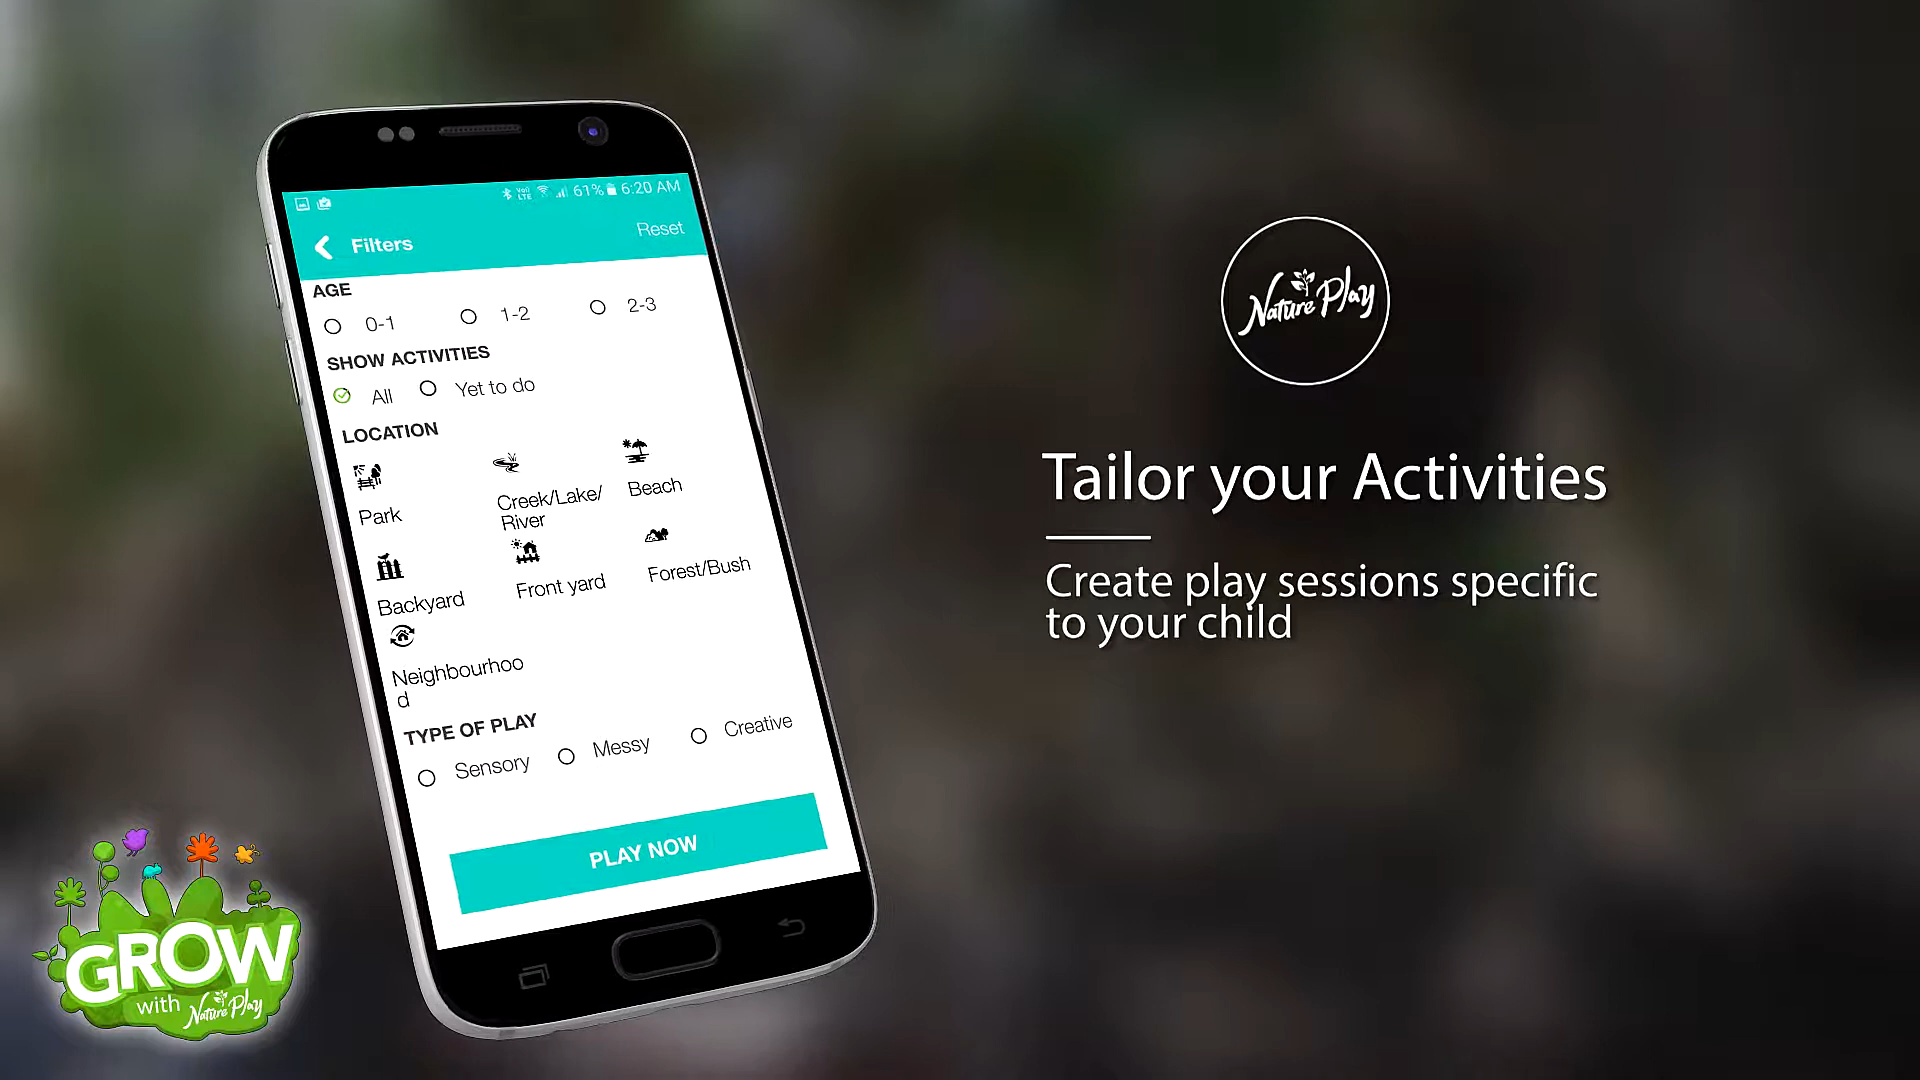 VoLTE 61% 6:20 AM
Filters
Reset
AGE
0-1 1-2 2-3
SHOW ACTIVITIES
All Yet to do
LOCATION
Park Creek/Lake/ Beach
River
Backyard Front yard Forest/Bush
Neighbourhoo
d
TYPE OF PLAY
Sensory Messy Creative
PLAY NOW
Nature Play
Tailor your Activities
Create play sessions specific
to your child
GROW
with Nature Play